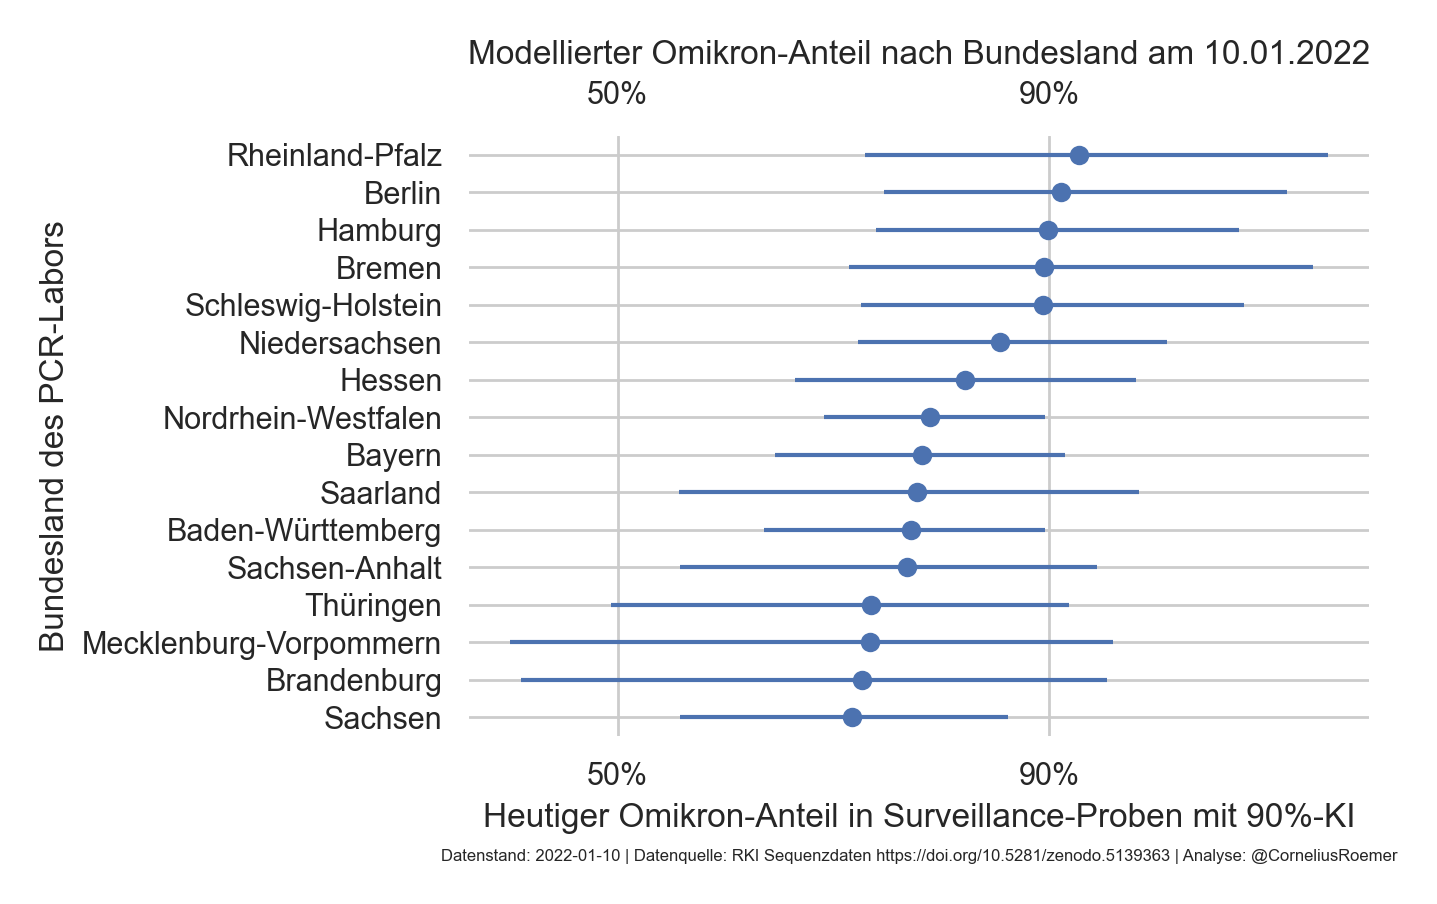 Modellierter Omikron-Anteil nach Bundesland am 10.01.2022
50% 90%
Bundesland des PCR-Labors
Rheinland-Pfalz
Berlin
Hamburg
Bremen
Schleswig-Holstein
Niedersachsen
Hessen
Nordrhein-Westfalen
Bayern
Saarland
Baden-Württemberg
Sachsen-Anhalt
Thüringen
Mecklenburg-Vorpommern
Brandenburg
Sachsen
50% 90%
Heutiger Omikron-Anteil in Surveillance-Proben mit 90%-KI
Datenstand: 2022-01-10 | Datenquelle: RKI Sequenzdaten https://doi.org/10.5281/zenodo.5139363 | Analyse: @CorneliusRoemer